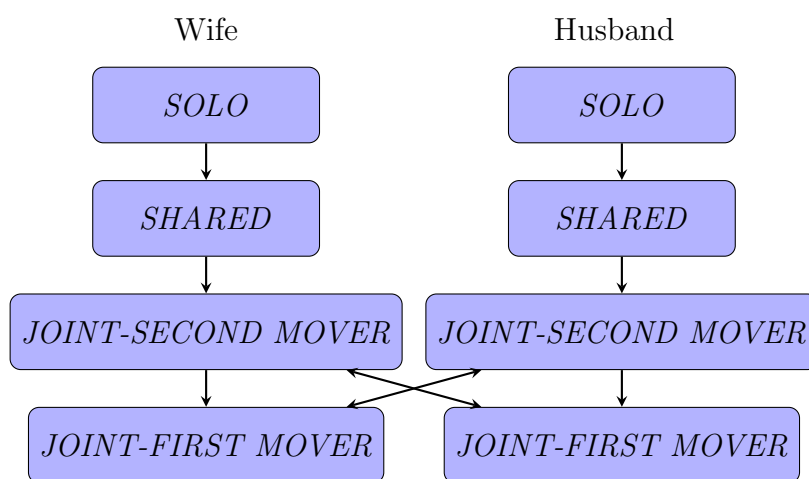 Wife
Husband
SOLO
SOLO
SHARED
SHARED
JOINT-SECOND MOVER
JOINT-SECOND MOVER
JOINT-FIRST MOVER
JOINT-FIRST MOVER